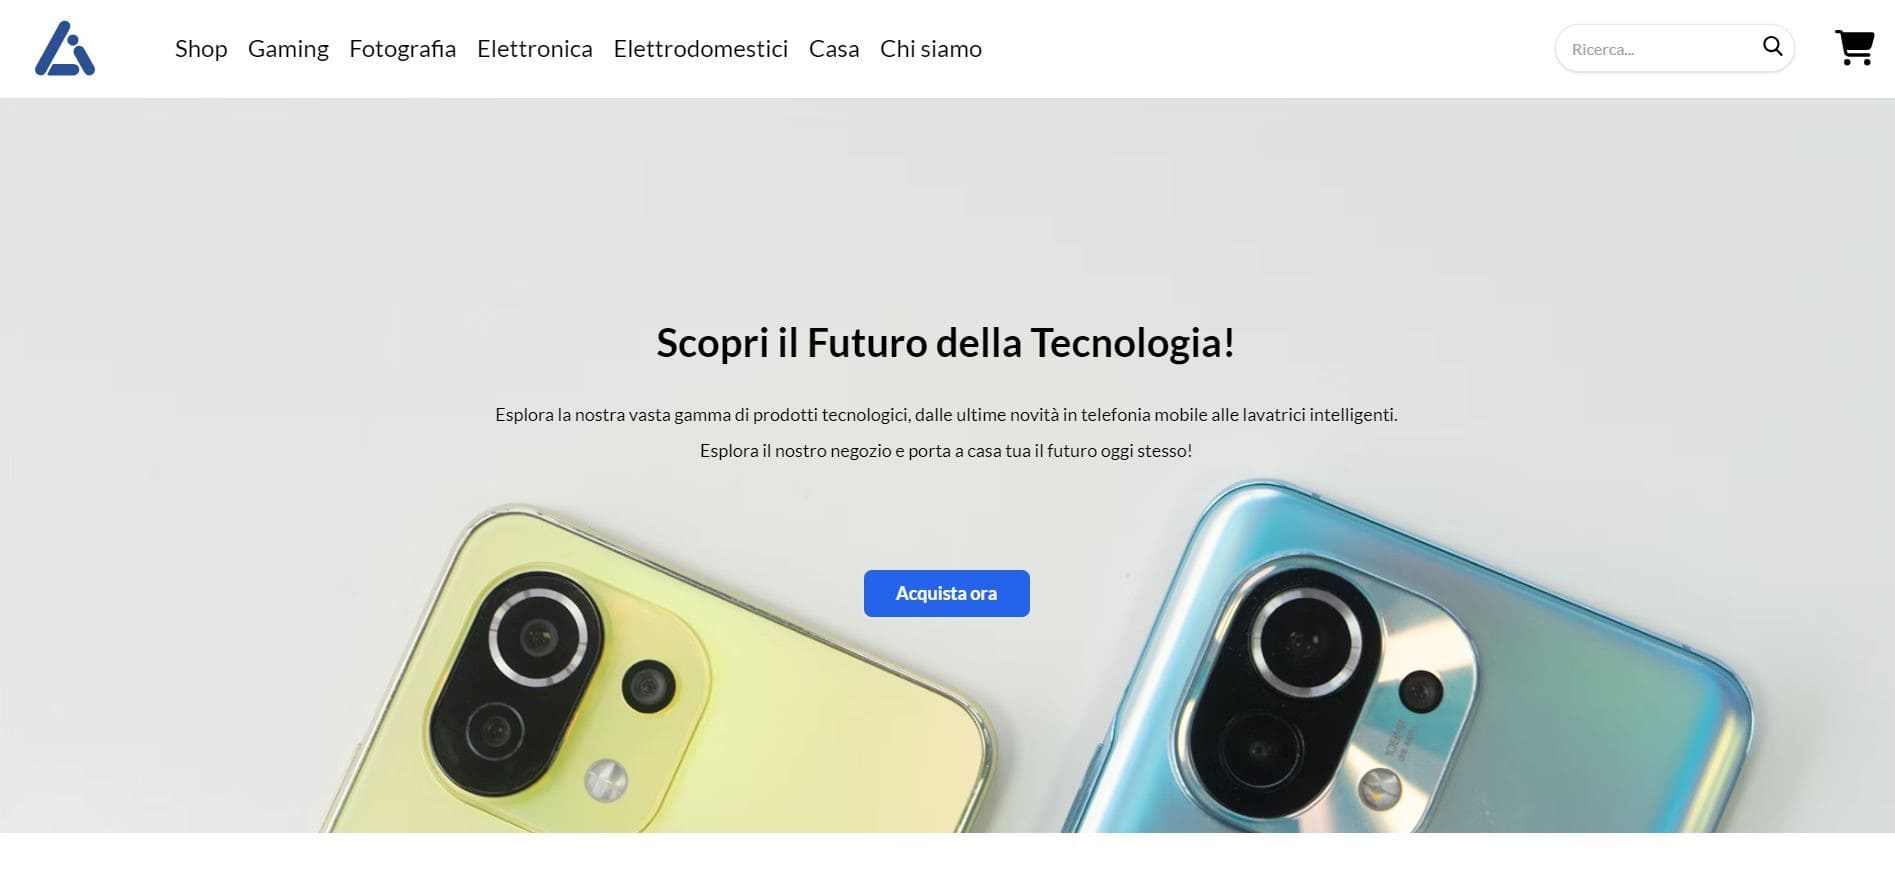 Shop Gaming Fotografia Elettronica Elettrodomestici Casa Chi siamo Ricerca...
Scopri il Futuro della Tecnologia!
Esplora la nostra vasta gamma di prodotti tecnologici, dalle ultime novità in telefonia mobile alle lavatrici intelligenti.
Esplora il nostro negozio e porta a casa tua il futuro oggi stesso!
Acquista ora